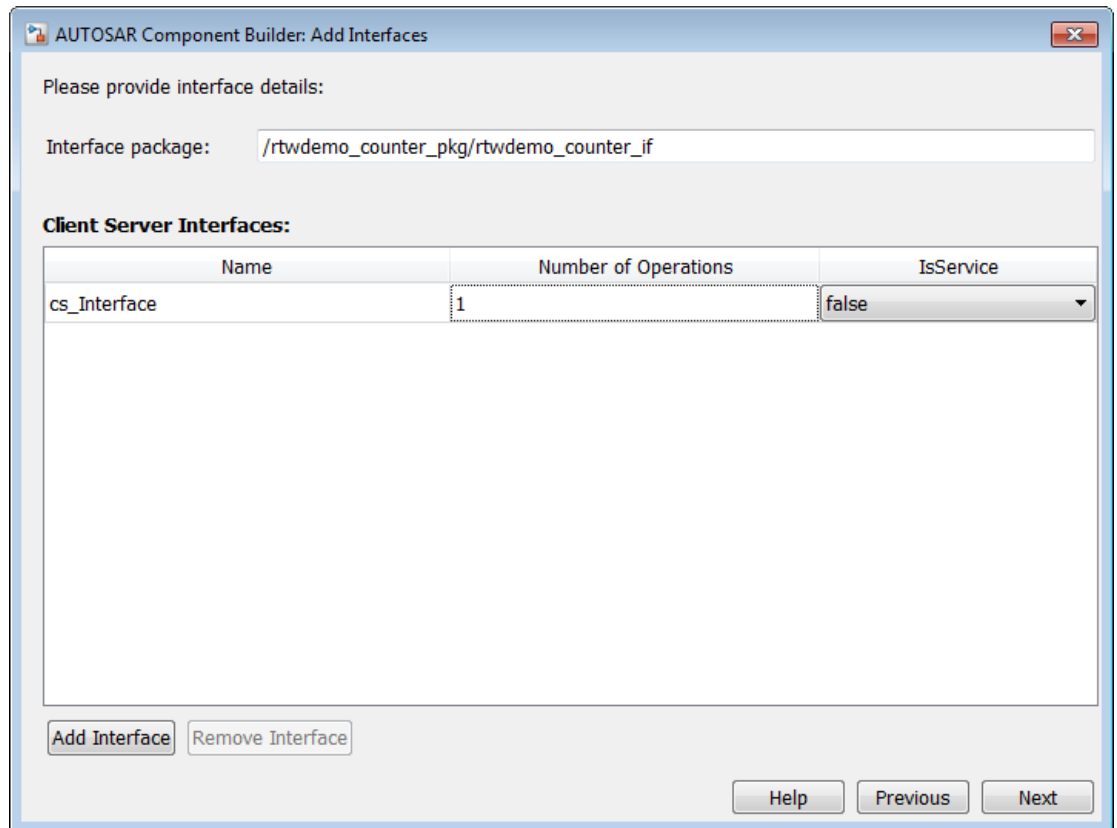 AUTOSAR Component Builder: Add Interfaces
Please provide interface details:
Interface package: /rtwdemo_counter_pkg/rtwdemo_counter_if
Client Server Interfaces:
Name Number of Operations IsService
cs_Interface 1 false
Add Interface Remove Interface
Help Previous Next